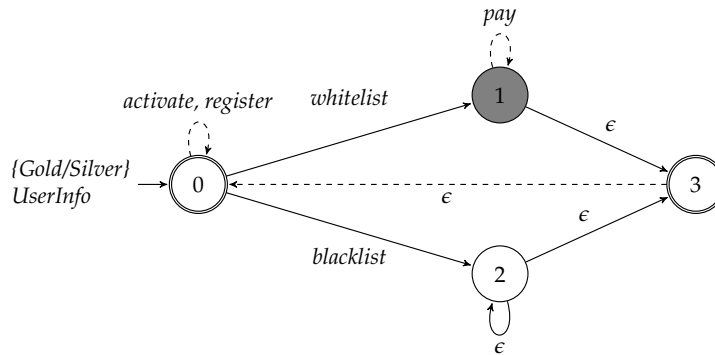 pay
1
activate, register
whitelist
ϵ
{Gold/Silver}
UserInfo
0
ϵ
3
ϵ
blacklist
2
ϵ